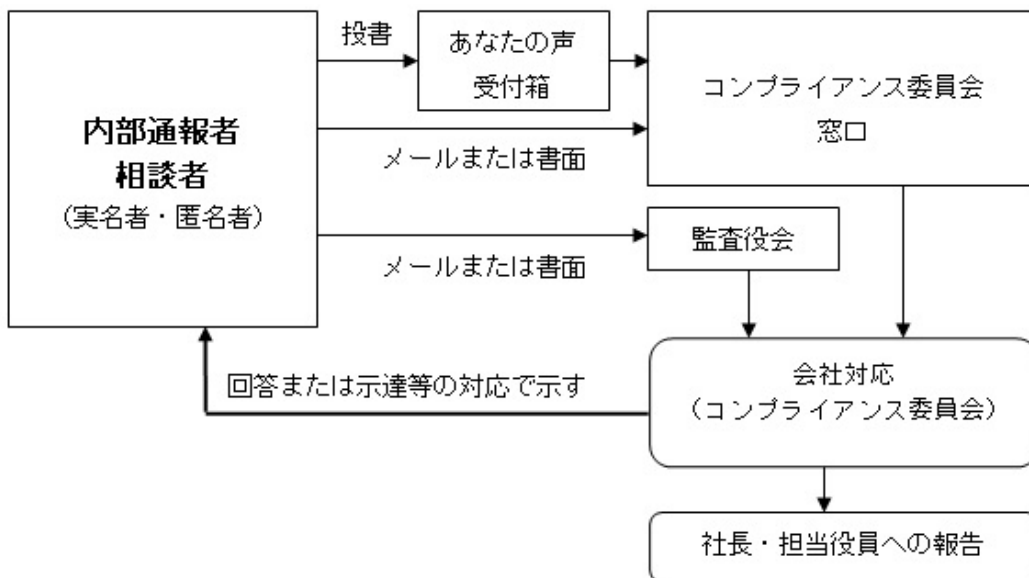 投書
あなたの声
受付箱
コンプライアンス委員会
窓口
内部通報者
相談者
（実名者・匿名者）
メールまたは書面
監査役会
メールまたは書面
会社対応
（コンプライアンス委員会）
回答または示達等の対応で示す
社長・担当役員への報告